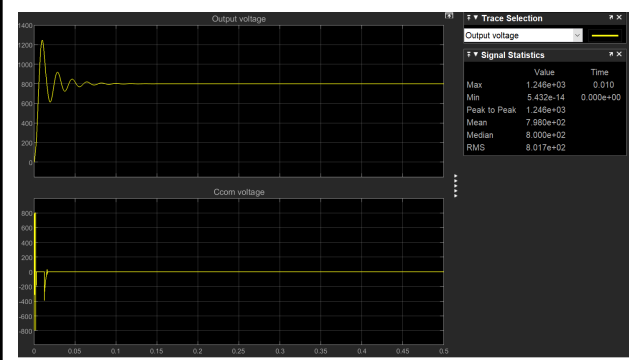 Output voltage
1400
1200
1000
800
600
400
200
0
Ccom voltage
800
600
400
200
0
-200
-400
-600
-800
0 0.05 0.1 0.15 0.2 0.25 0.3 0.35 0.4 0.45 0.5
Trace Selection
Output voltage
Signal Statistics
Value Time
Max 1.246e+03 0.010
Min 5.432e-14 0.000e+00
Peak to Peak 1.246e+03
Mean 7.980e+02
Median 8.000e+02
RMS 8.017e+02